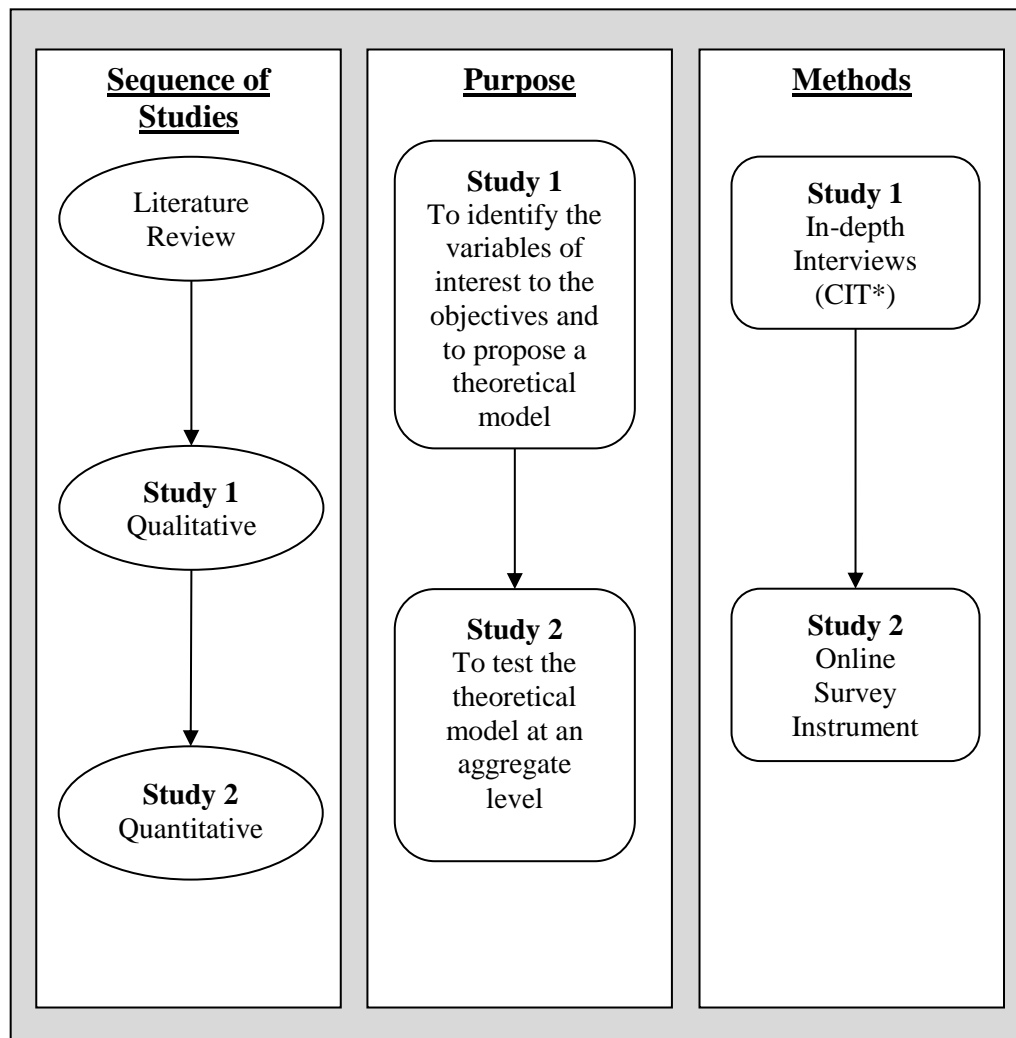 Sequence of
Studies
Literature
Review
Study 1
Qualitative
Study 2
Quantitative
Purpose
Study 1
To identify the
variables of
interest to the
objectives and
to propose a
theoretical
model
Study 2
To test the
theoretical
model at an
aggregate
level
Methods
Study 1
In-depth
Interviews
(CIT*)
Study 2
Online
Survey
Instrument